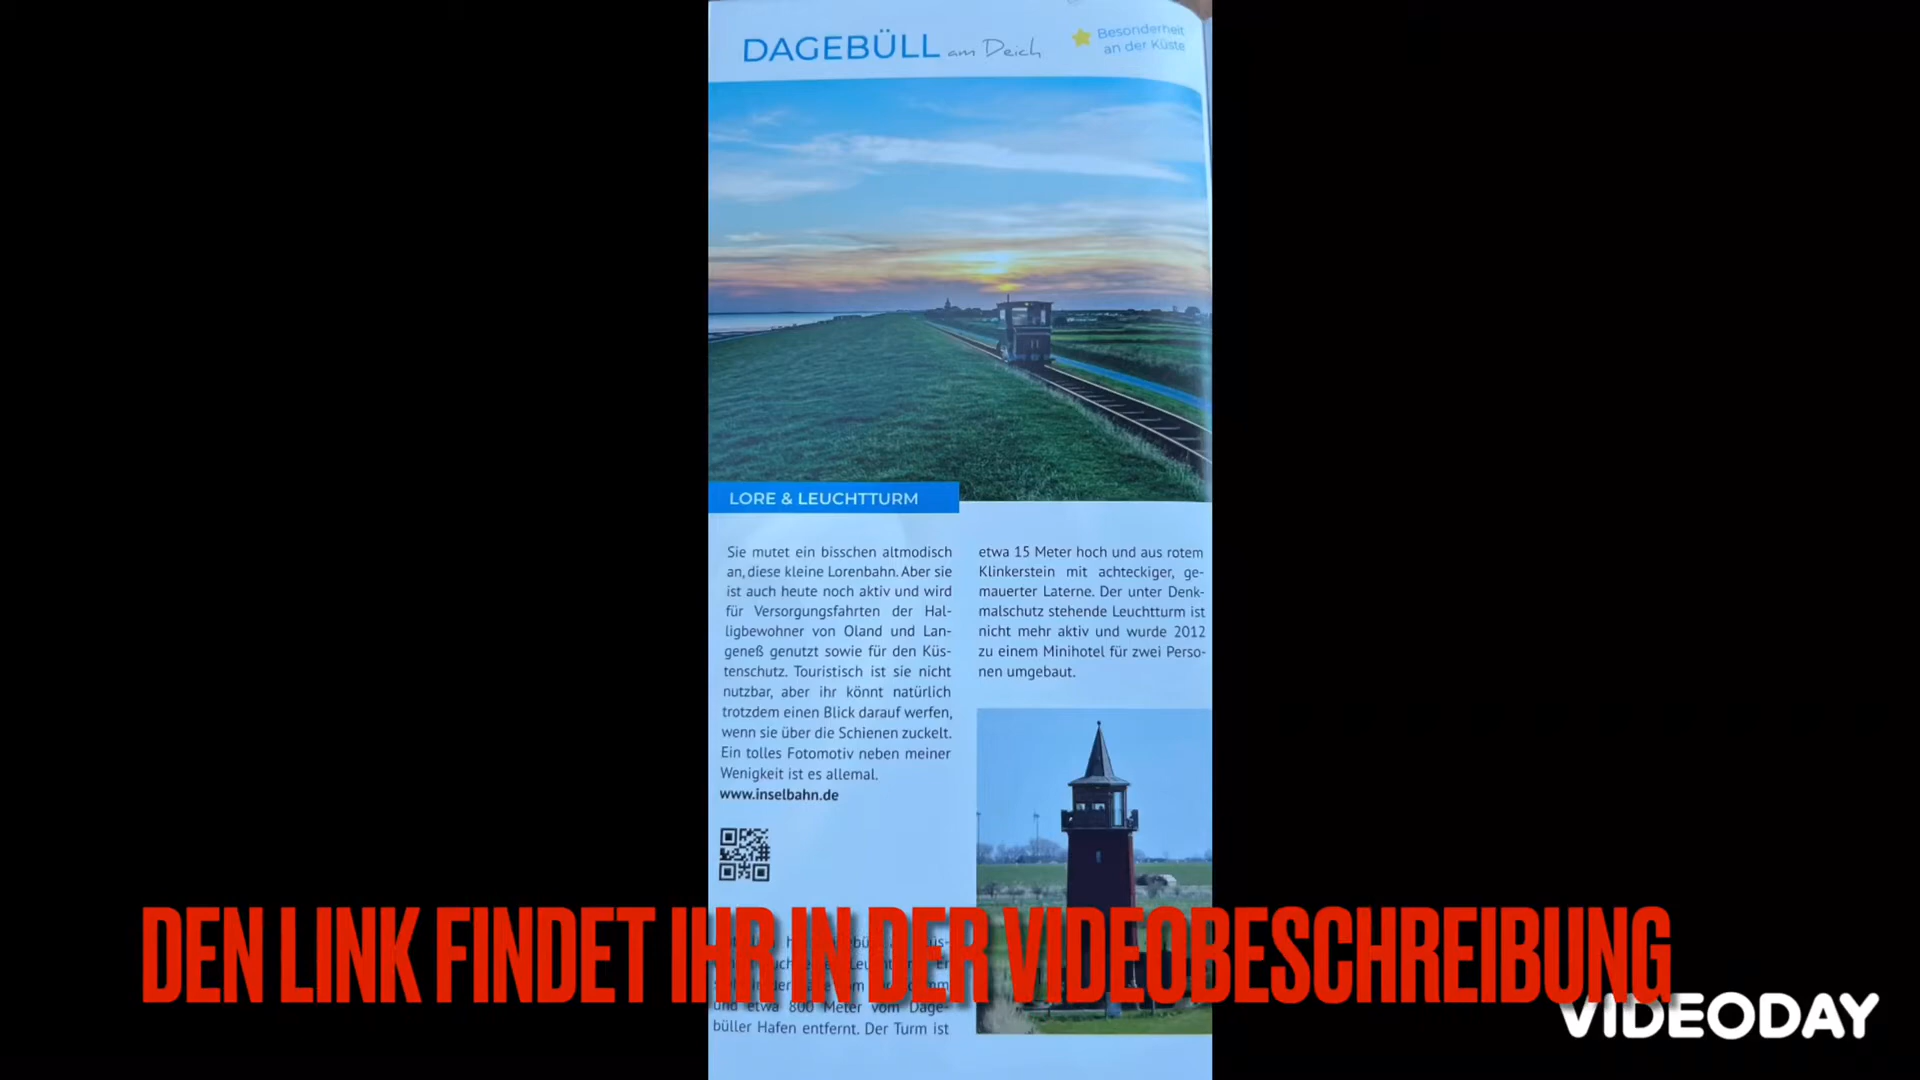 DAGEBÜLL am Deich
Besonderheit
an der Küste
LORE & LEUCHTTURM
Sie mutet ein bisschen altmodisch
an, diese kleine Lorenbahn. Aber sie
ist auch heute noch aktiv und wird
für Versorgungsfahrten der Hal-
ligbewohner von Oland und Lan-
geneß genutzt sowie für den Küs-
tenschutz. Touristisch ist sie nicht
nutzbar, aber ihr könnt natürlich
trotzdem einen Blick darauf werfen,
wenn sie über die Schienen zuckelt.
Ein tolles Fotomotiv neben meiner
Wenigkeit ist es allemal.
www.inselbahn.de
und etwa 800 Meter vom Dage-
büller Hafen entfernt. Der Turm ist
etwa 15 Meter hoch und aus rotem
Klinkerstein mit achteckiger, ge-
mauerter Laterne. Der unter Denk-
malschutz stehende Leuchtturm ist
nicht mehr aktiv und wurde 2012
zu einem Minihotel für zwei Perso-
nen umgebaut.
DEN LINK FINDET IHR IN DER VIDEOBESCHREIBUNG
VIDEODAY